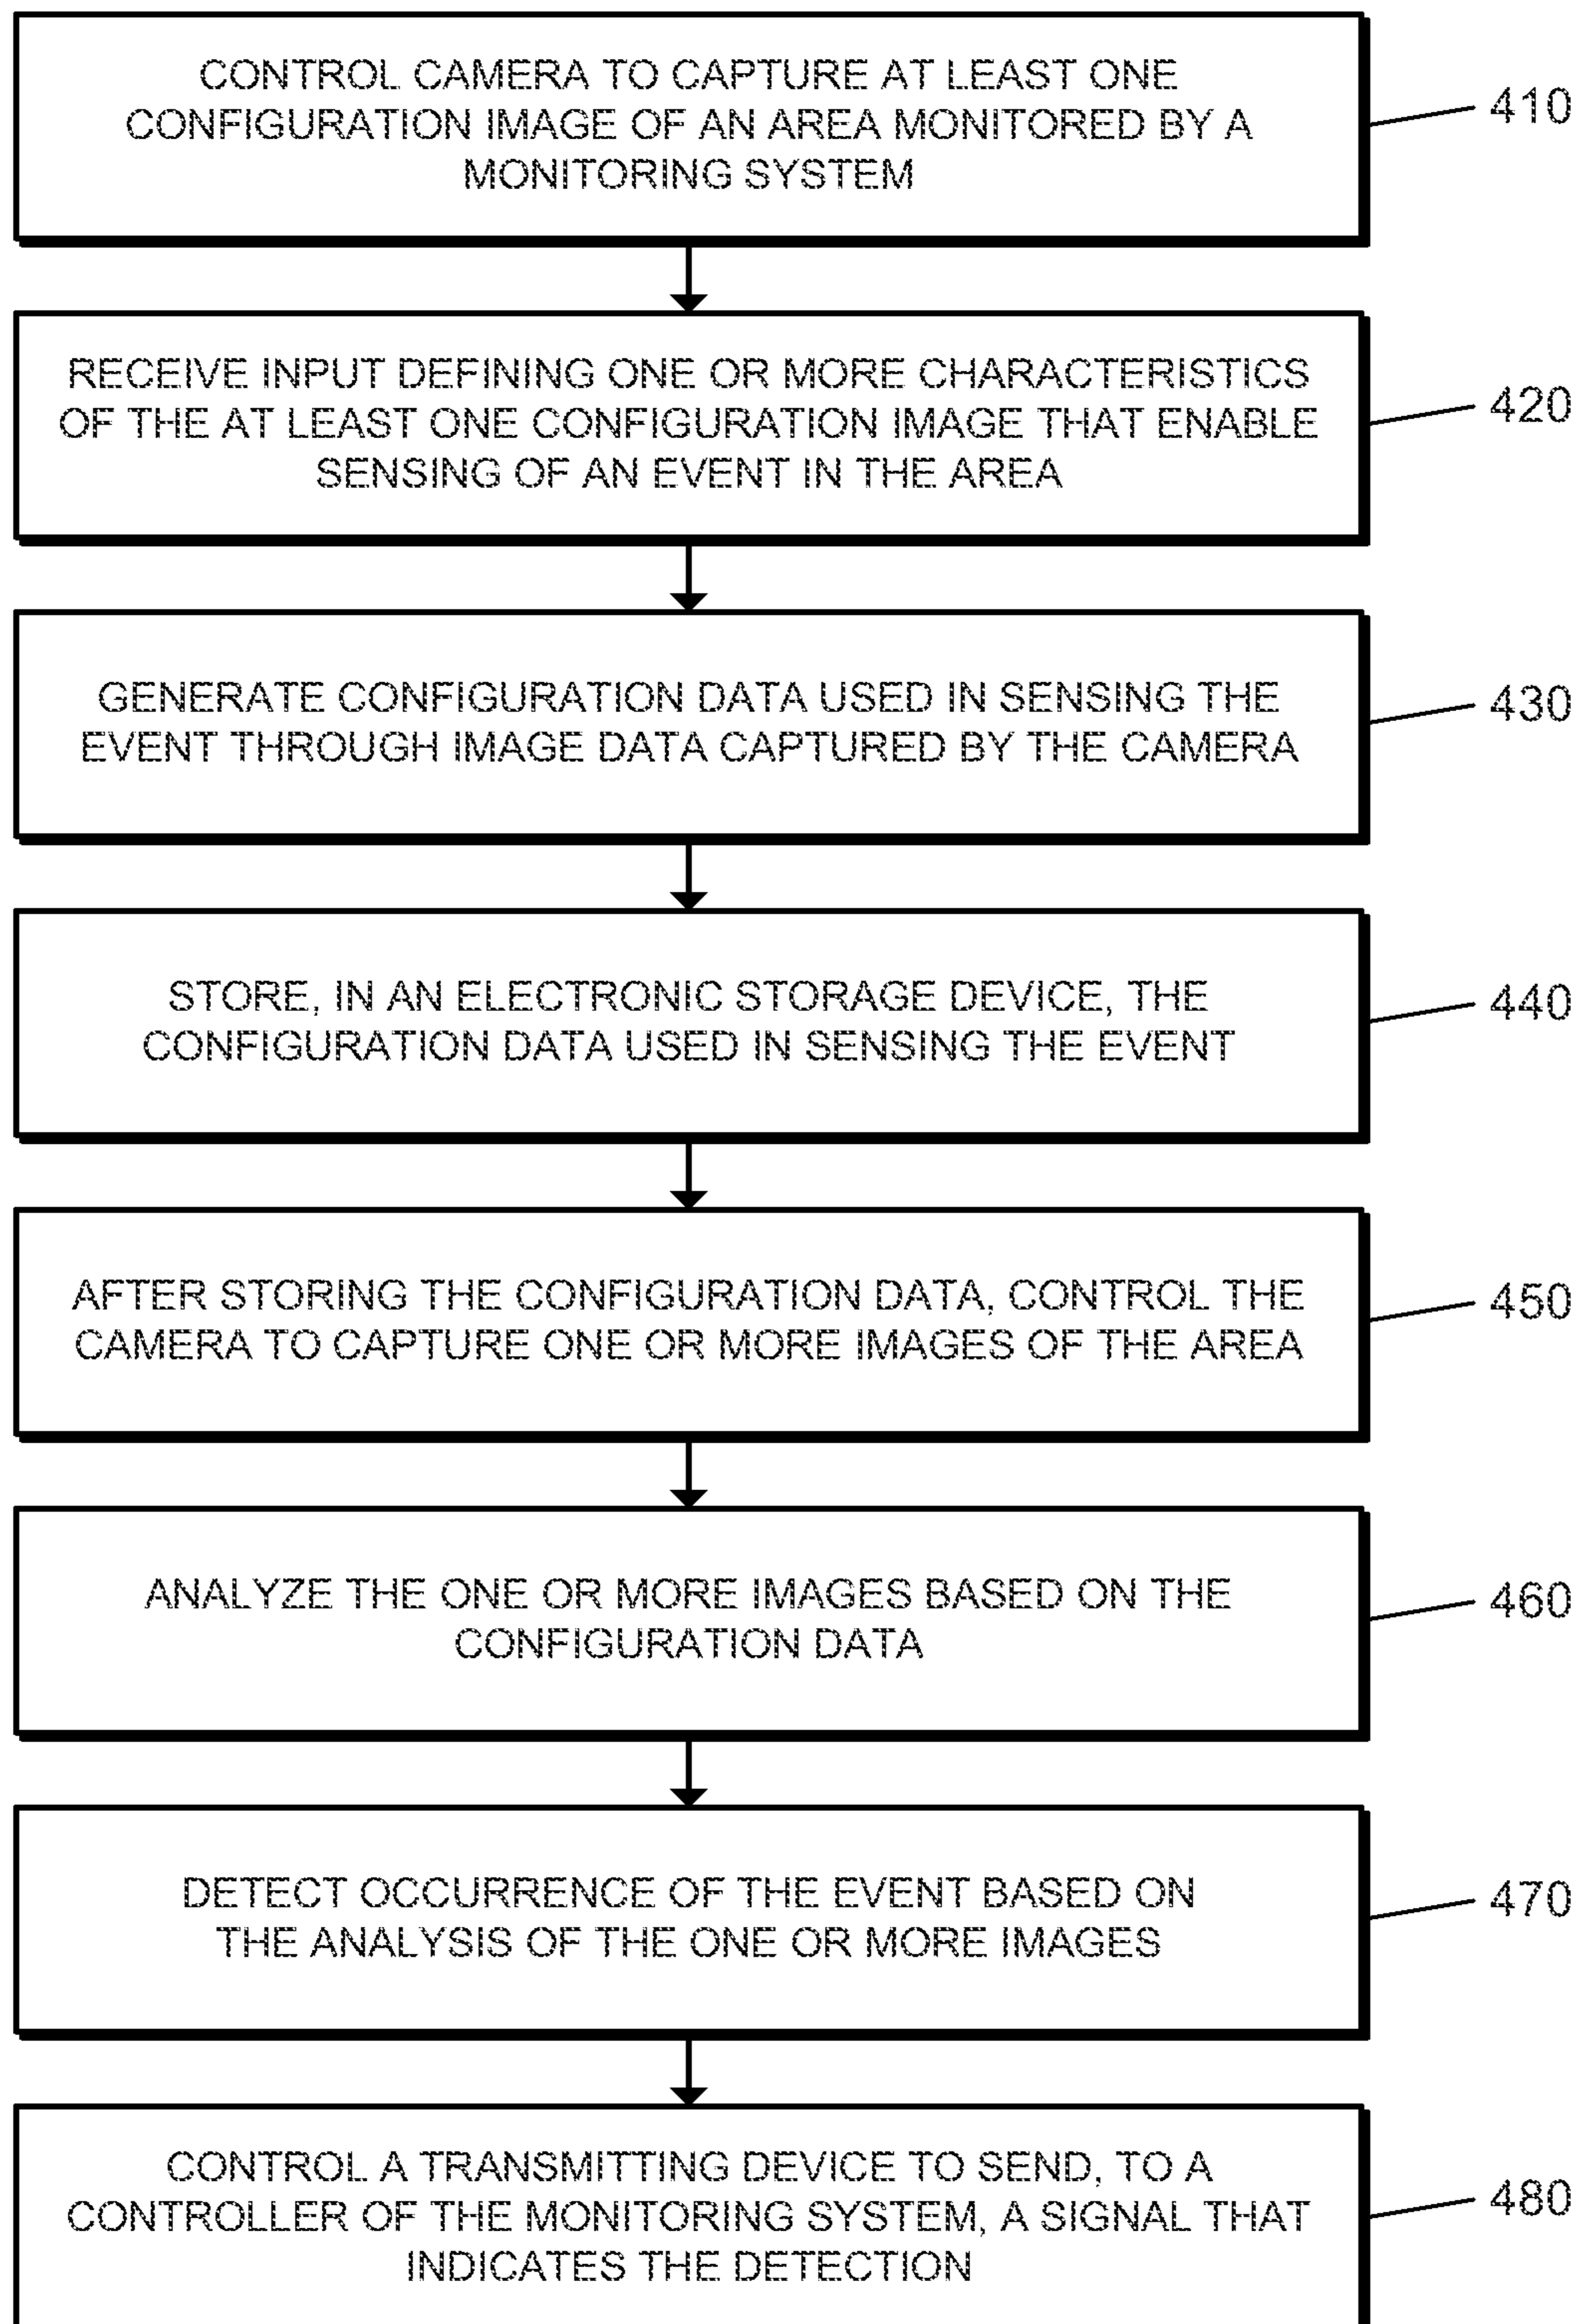 CONTROL CAMERA TO CAPTURE AT LEAST ONE
CONFIGURATION IMAGE OF AN AREA MONITORED BY A
MONITORING SYSTEM
410
RECEIVE INPUT DEFINING ONE OR MORE CHARACTERISTICS
OF THE AT LEAST ONE CONFIGURATION IMAGE THAT ENABLE
SENSING OF AN EVENT IN THE AREA
420
GENERATE CONFIGURATION DATA USED IN SENSING THE
EVENT THROUGH IMAGE DATA CAPTURED BY THE CAMERA
430
STORE, IN AN ELECTRONIC STORAGE DEVICE, THE
CONFIGURATION DATA USED IN SENSING THE EVENT
440
AFTER STORING THE CONFIGURATION DATA, CONTROL THE
CAMERA TO CAPTURE ONE OR MORE IMAGES OF THE AREA
450
ANALYZE THE ONE OR MORE IMAGES BASED ON THE
CONFIGURATION DATA
460
DETECT OCCURRENCE OF THE EVENT BASED ON
THE ANALYSIS OF THE ONE OR MORE IMAGES
470
CONTROL A TRANSMITTING DEVICE TO SEND, TO A
CONTROLLER OF THE MONITORING SYSTEM, A SIGNAL THAT
INDICATES THE DETECTION
480